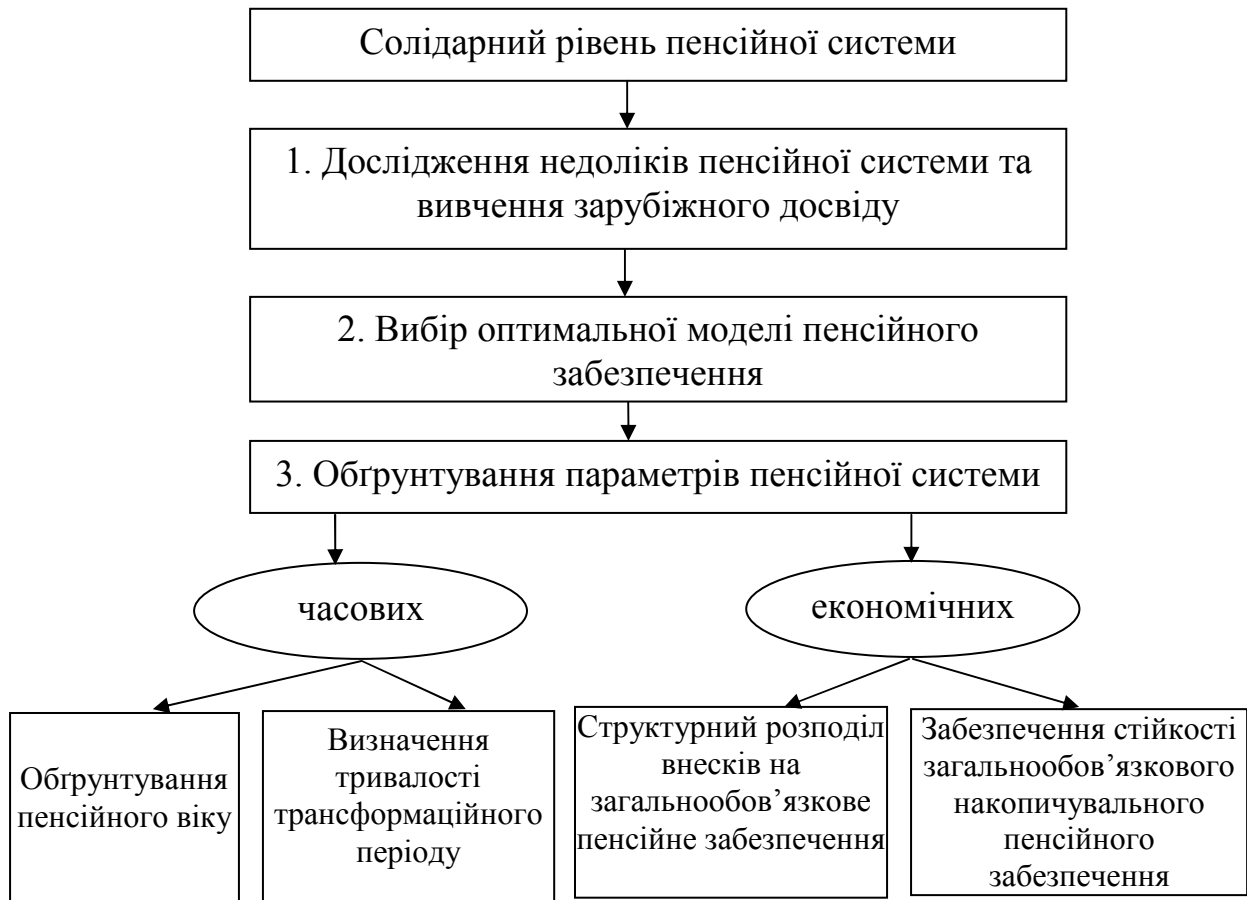 Солідарний рівень пенсійної системи
1. Дослідження недоліків пенсійної системи та
вивчення зарубіжного досвіду
2. Вибір оптимальної моделі пенсійного
забезпечення
3. Обґрунтування параметрів пенсійної системи
часових
економічних
Обґрунтування
пенсійного віку
Визначення
тривалості
трансформаційного
періоду
Структурний розподіл
внесків на
загальнообов’язкове
пенсійне забезпечення
Забезпечення стійкості
загальнообов’язкового
накопичувального
пенсійного
забезпечення